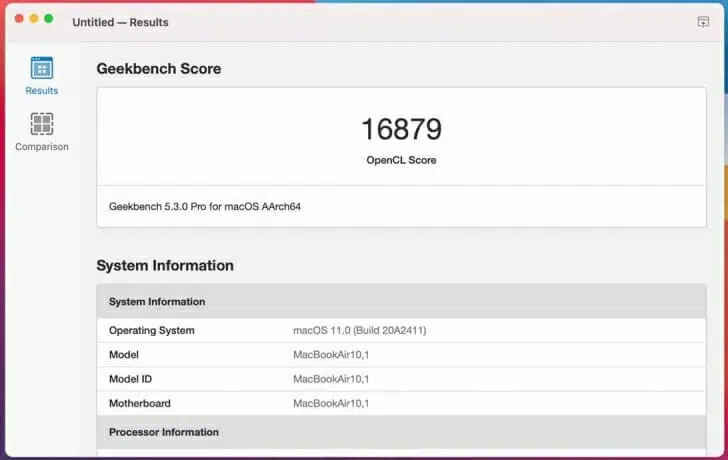 Untitled — Results
Results
Comparison
Geekbench Score
16879
OpenCL Score
Geekbench 5.3.0 Pro for macOS AArch64
System Information
System Information
Operating System macOS 11.0 (Build 20A2411)
Model MacBookAir10,1
Model ID MacBookAir10,1
Motherboard MacBookAir10,1
Processor Information